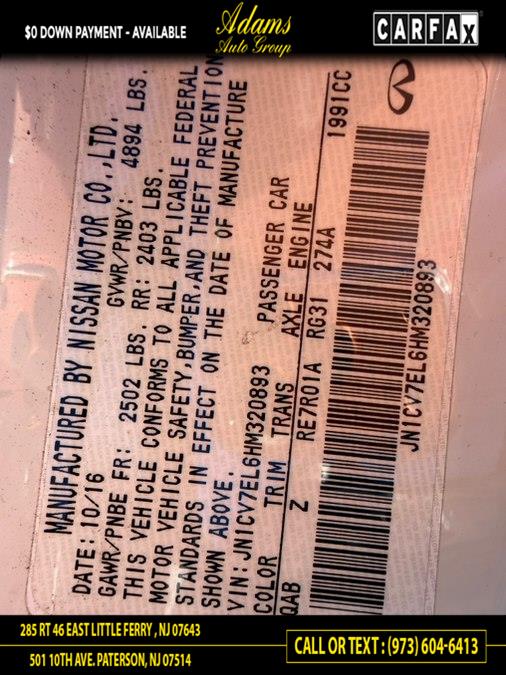 $0 DOWN PAYMENT - AVAILABLE
Adams
Auto Group
CARFAX
MANUFACTURED BY NISSAN MOTOR CO.,LTD.
DATE: 10/16 GVWR/PNBV: 4894 LBS.
GAWR/PNBE FR: 2502 LBS. RR: 2403 LBS.
THIS VEHICLE CONFORMS TO ALL APPLICABLE FEDERAL
MOTOR VEHICLE SAFETY,BUMPER,AND THEFT PREVENTION
STANDARDS IN EFFECT ON THE DATE OF MANUFACTURE
SHOWN ABOVE.
VIN:JN1CV7EL6HM320893 PASSENGER CAR
COLOR TRIM TRANS AXLE ENGINE
QAB Z RE7R01A RG31 274A 1991CC
JN1CV7EL6HM320893
285 RT 46 EAST LITTLE FERRY , NJ 07643
501 10TH AVE. PATERSON, NJ 07514
CALL OR TEXT : (973) 604-6413